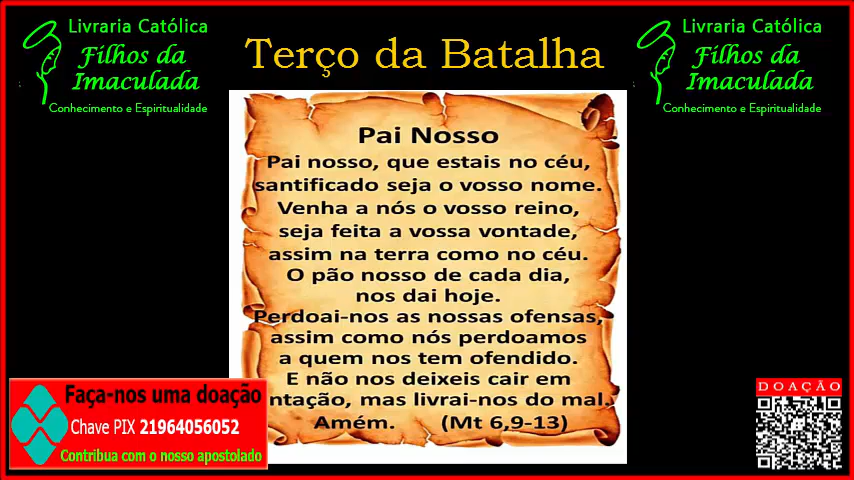 Livraria Católica
Filhos da
Imaculada
Conhecimento e Espiritualidade
Terço da Batalha
Livraria Católica
Filhos da
Imaculada
Conhecimento e Espiritualidade
Pai Nosso
Pai nosso, que estais no céu,
santificado seja o vosso nome.
Venha a nós o vosso reino,
seja feita a vossa vontade,
assim na terra como no céu.
O pão nosso de cada dia,
nos dai hoje.
Perdoai-nos as nossas ofensas,
assim como nós perdoamos
a quem nos tem ofendido.
E não nos deixeis cair em
ntação, mas livrai-nos do mal.
Amém. (Mt 6,9-13)
Faça-nos uma doação
Chave PIX 21964056052
Contribua com o nosso apostolado
DOAÇÃO